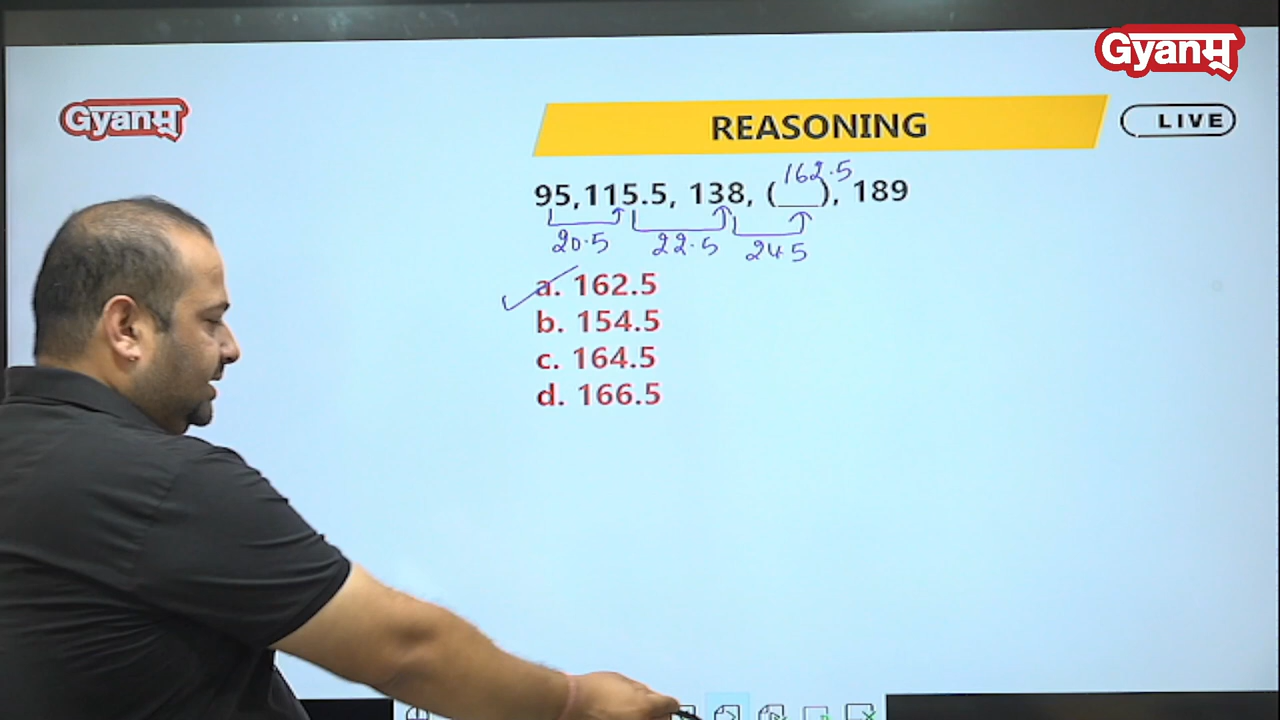 Gyanम्
Gyanम्
REASONING
LIVE
162.5
95,115.5, 138, (___), 189
20.5 22.5 24.5
a. 162.5
b. 154.5
c. 164.5
d. 166.5